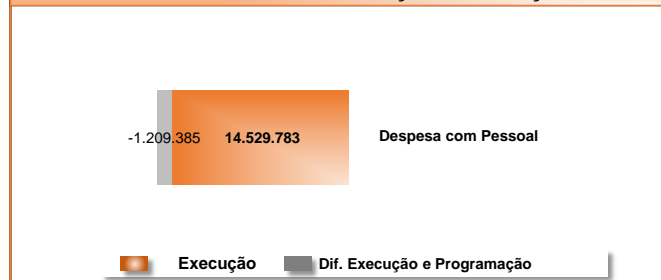 -1.209.385 14.529.783 Despesa com Pessoal
Execução Dif. Execução e Programação